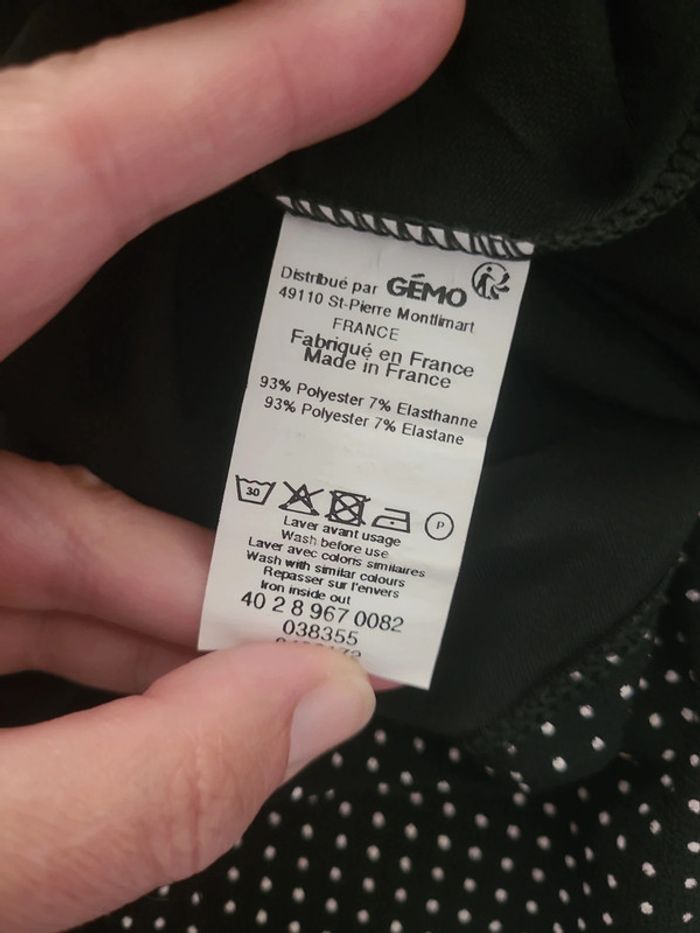 Distribué par GÉMO
49110 St-Pierre Montlimart
FRANCE
Fabriqué en France
Made in France
93% Polyester 7% Elasthanne
93% Polyester 7% Elastane
30 P
Laver avant usage
Wash before use
Laver avec coloris similaires
Wash with similar colours
Repasser sur l'envers
Iron inside out
40 2 8 967 0082
038355